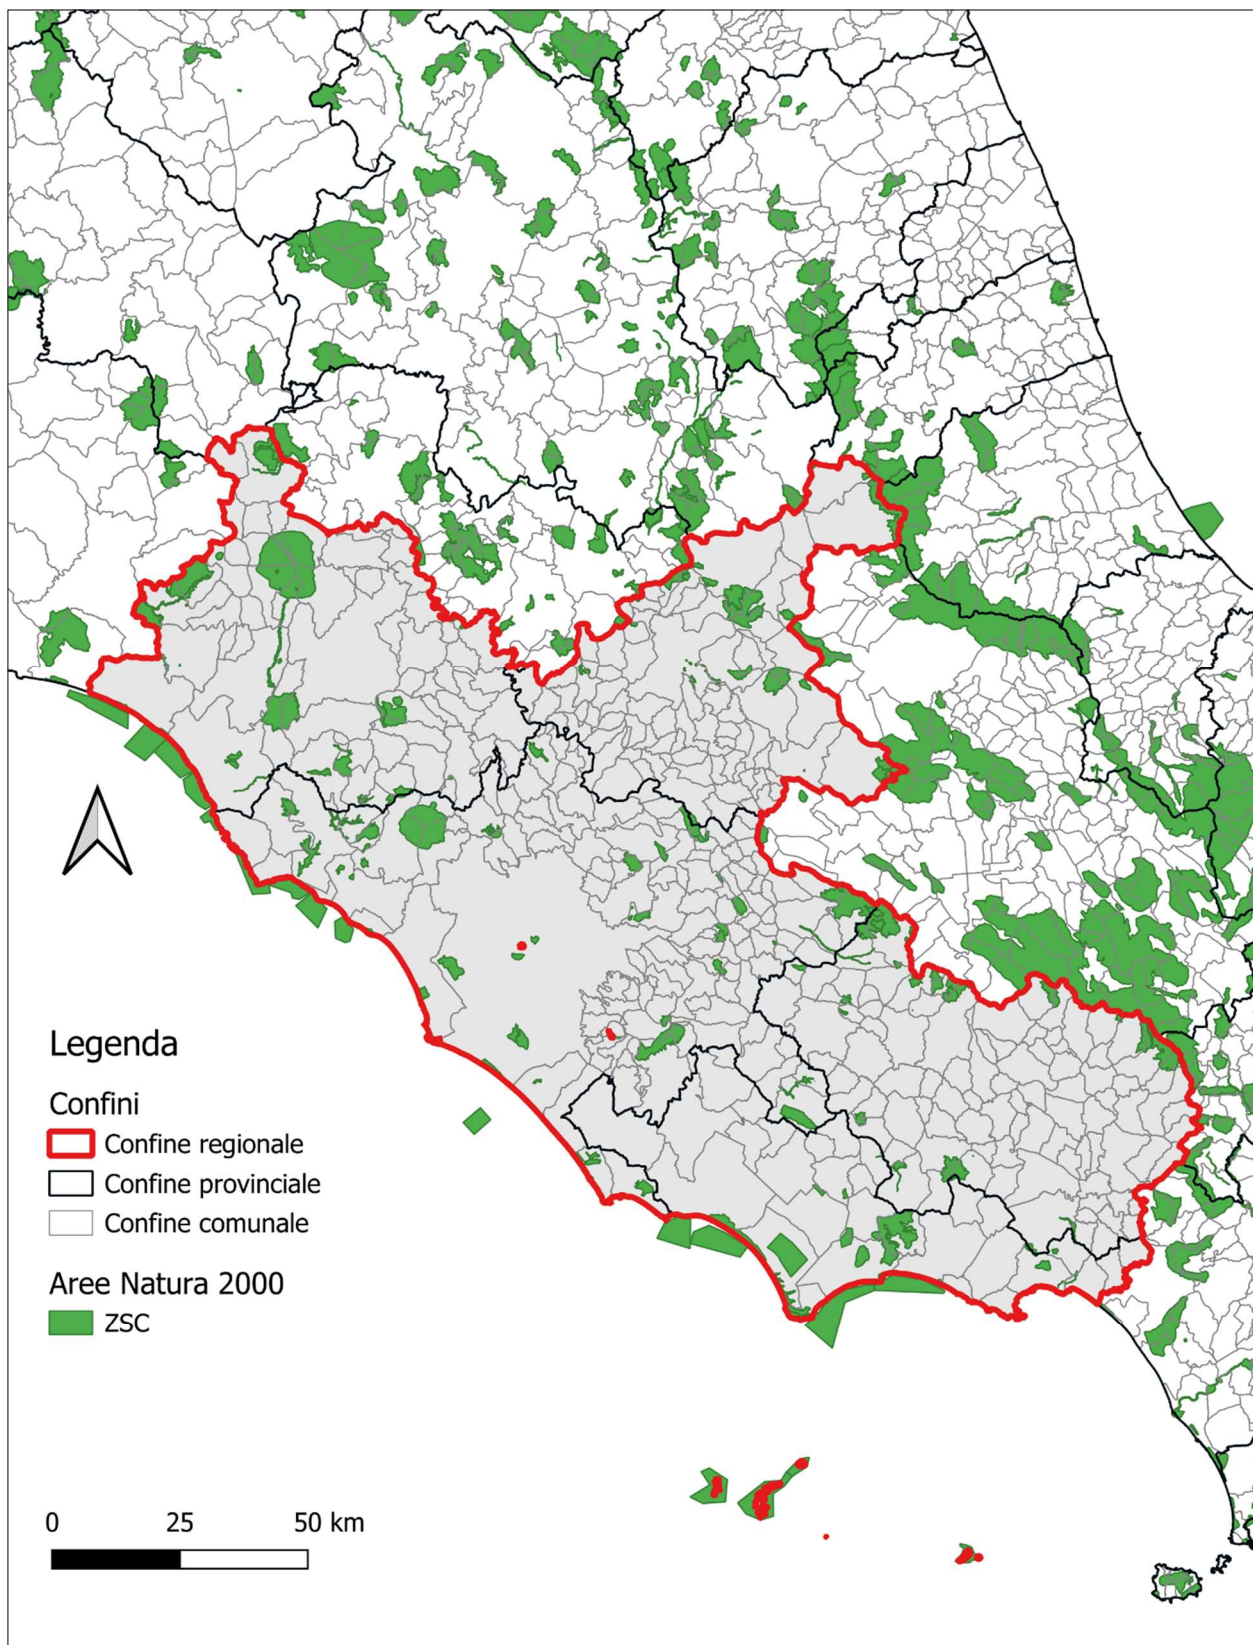 Legenda
Confini
Confine regionale
Confine provinciale
Confine comunale
Aree Natura 2000
ZSC
0 25 50 km